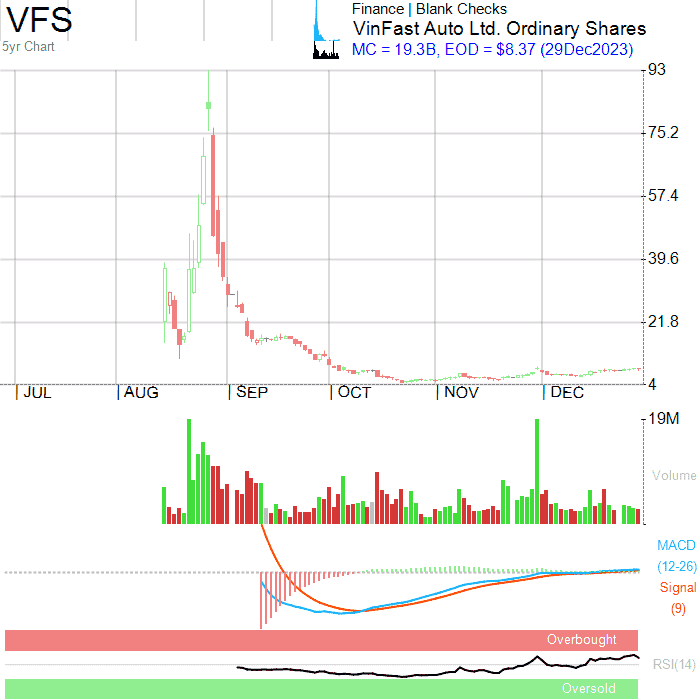 VFS
5yr Chart
Finance | Blank Checks
VinFast Auto Ltd. Ordinary Shares
MC = 19.3B, EOD = $8.37 (29Dec2023)
93
75.2
57.4
39.6
21.8
4
JUL AUG SEP OCT NOV DEC
19M
Volume
MACD
(12-26)
Signal
(9)
Overbought
RSI(14)
Oversold